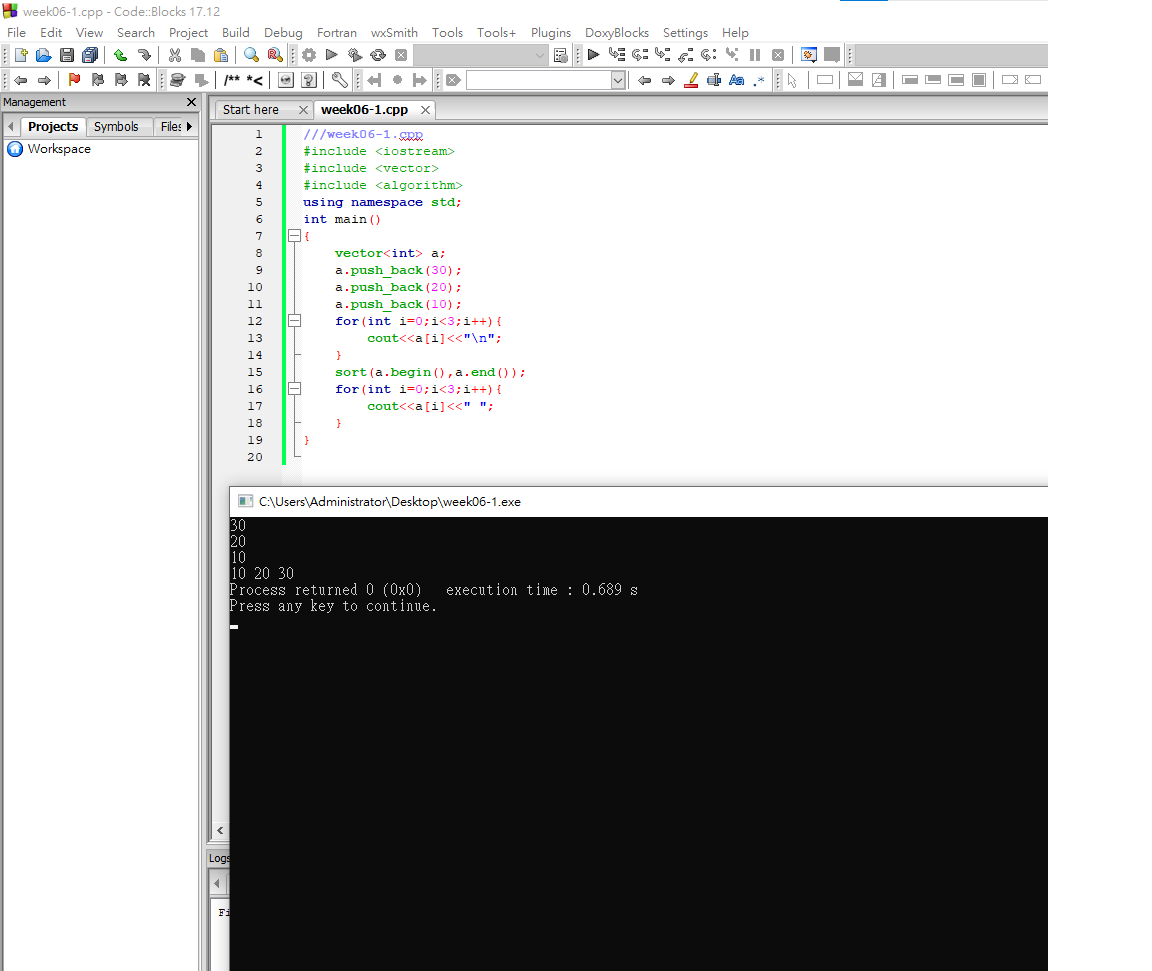 week06-1.cpp - Code::Blocks 17.12
File Edit View Search Project Build Debug Fortran wxSmith Tools Tools+ Plugins DoxyBlocks Settings Help
/** *<
Management
Projects Symbols Files
Workspace
Start here week06-1.cpp
1 ///week06-1.cpp
2 #include <iostream>
3 #include <vector>
4 #include <algorithm>
5 using namespace std;
6 int main()
7 {
8 vector<int> a;
9 a.push_back(30);
10 a.push_back(20);
11 a.push_back(10);
12 for(int i=0;i<3;i++){
13 cout<<a[i]<<"\n";
14 }
15 sort(a.begin(),a.end());
16 for(int i=0;i<3;i++){
17 cout<<a[i]<<" ";
18 }
19 }
20
C:\Users\Administrator\Desktop\week06-1.exe
30
20
10
10 20 30
Process returned 0 (0x0)   execution time : 0.689 s
Press any key to continue.
Logs